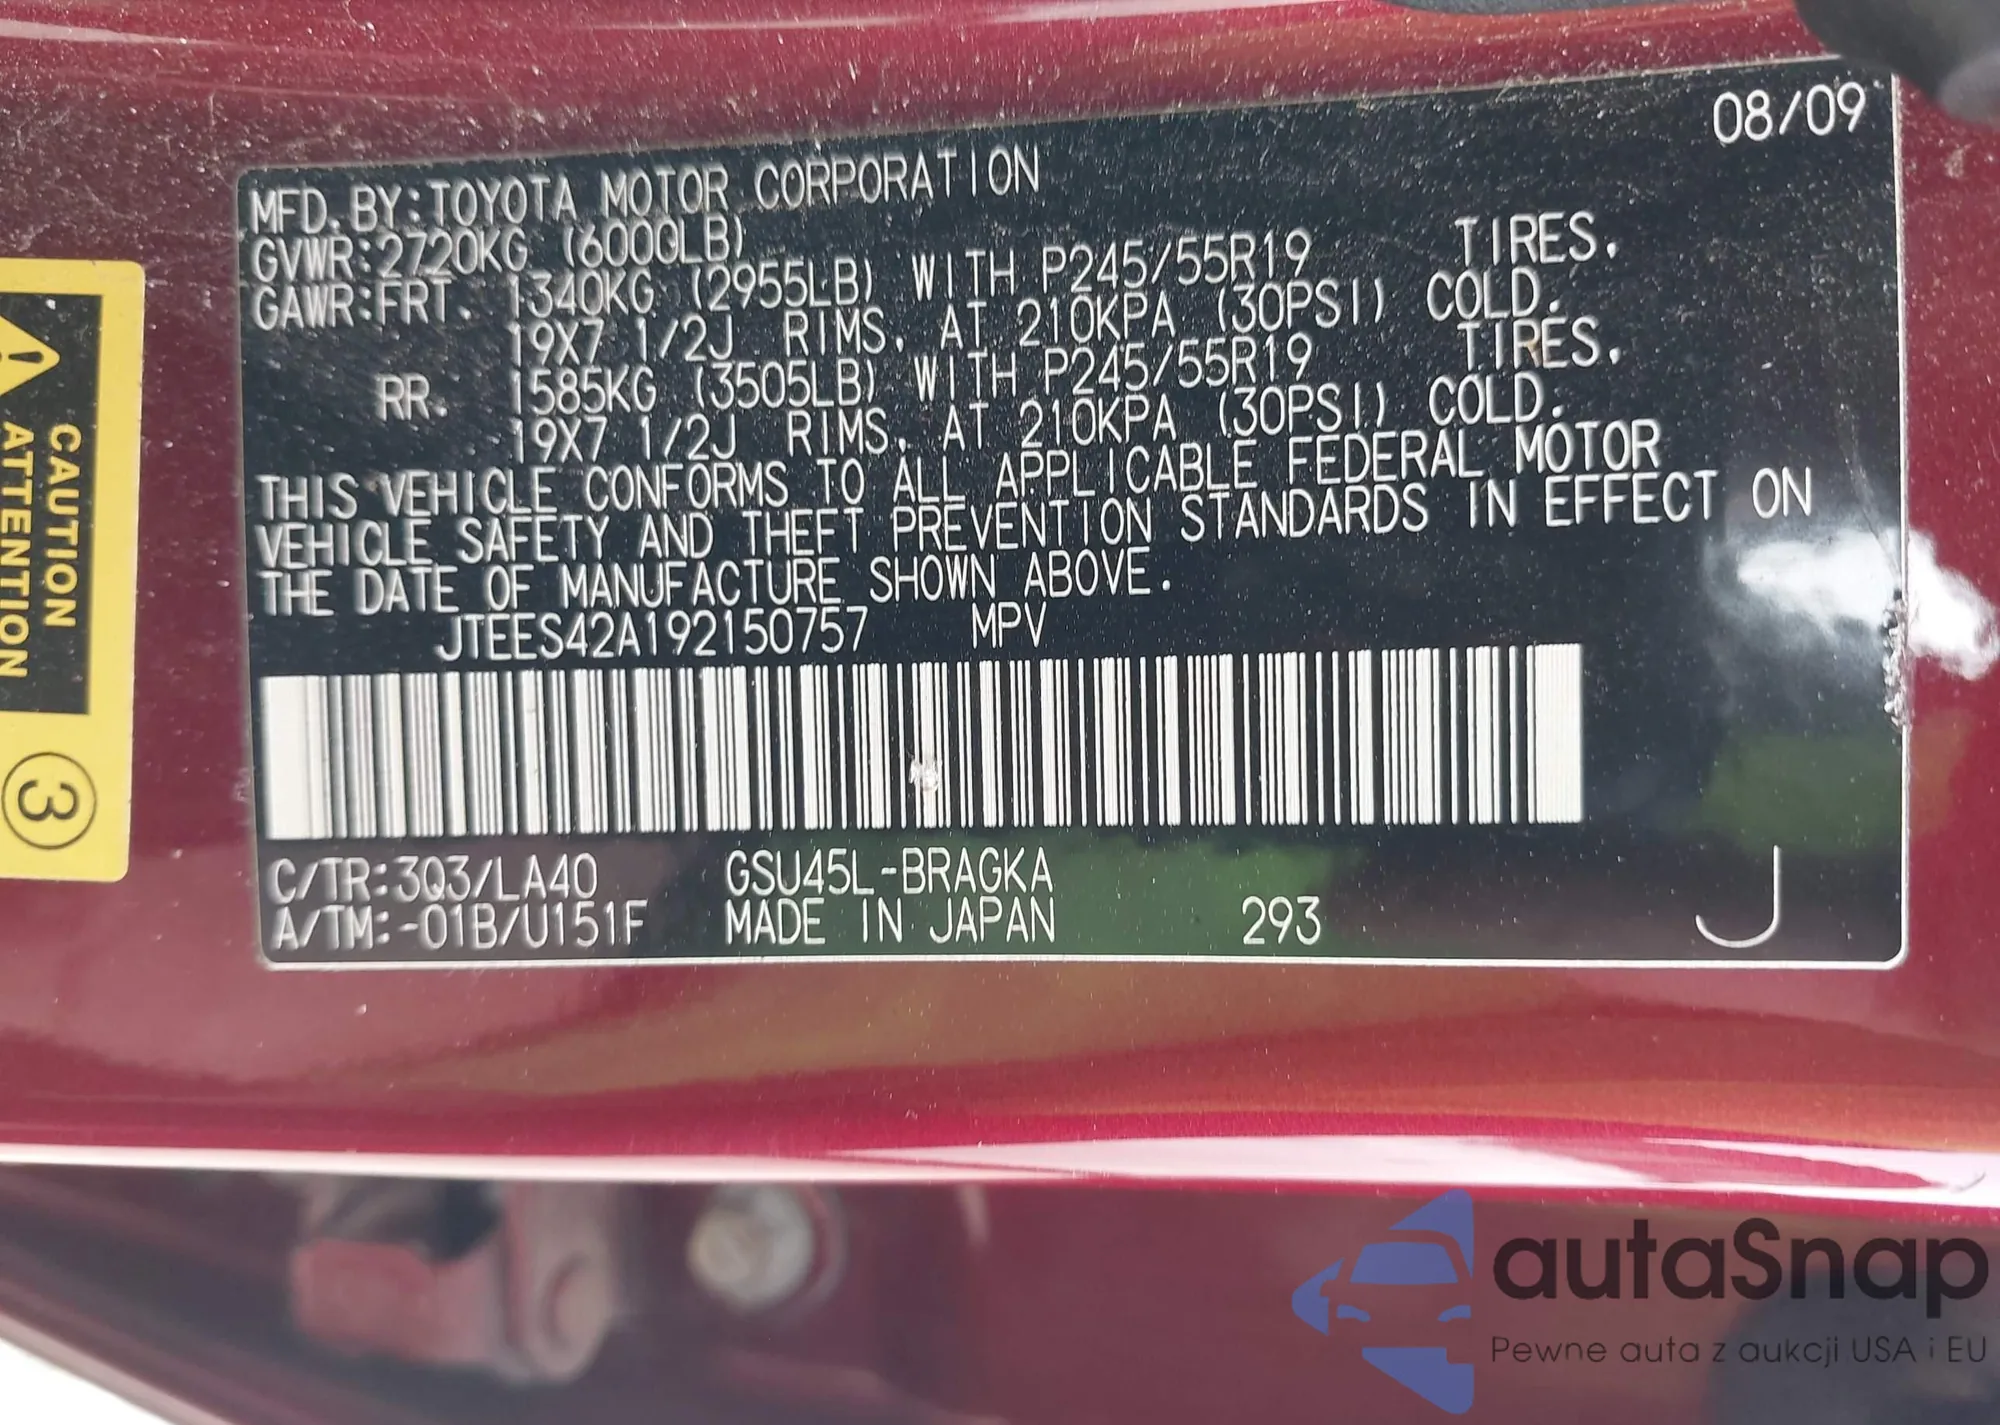 08/09
MFD. BY: TOYOTA MOTOR CORPORATION
GVWR: 2720KG (6000LB)
GAWR: FRT. 1340KG (2955LB) WITH P245/55R19 TIRES,
19X7 1/2J RIMS, AT 210KPA (30PSI) COLD.
RR. 1585KG (3505LB) WITH P245/55R19 TIRES,
19X7 1/2J RIMS, AT 210KPA (30PSI) COLD.
THIS VEHICLE CONFORMS TO ALL APPLICABLE FEDERAL MOTOR
VEHICLE SAFETY AND THEFT PREVENTION STANDARDS IN EFFECT ON
THE DATE OF MANUFACTURE SHOWN ABOVE.
JTEES42A192150757 MPV
C/TR: 3Q3/LA40 GSU45L-BRAGKA
A/TM: -01B/U151F MADE IN JAPAN 293 J
CAUTION
ATTENTION
3
autaSnap
Pewne auta z aukcji USA i EU